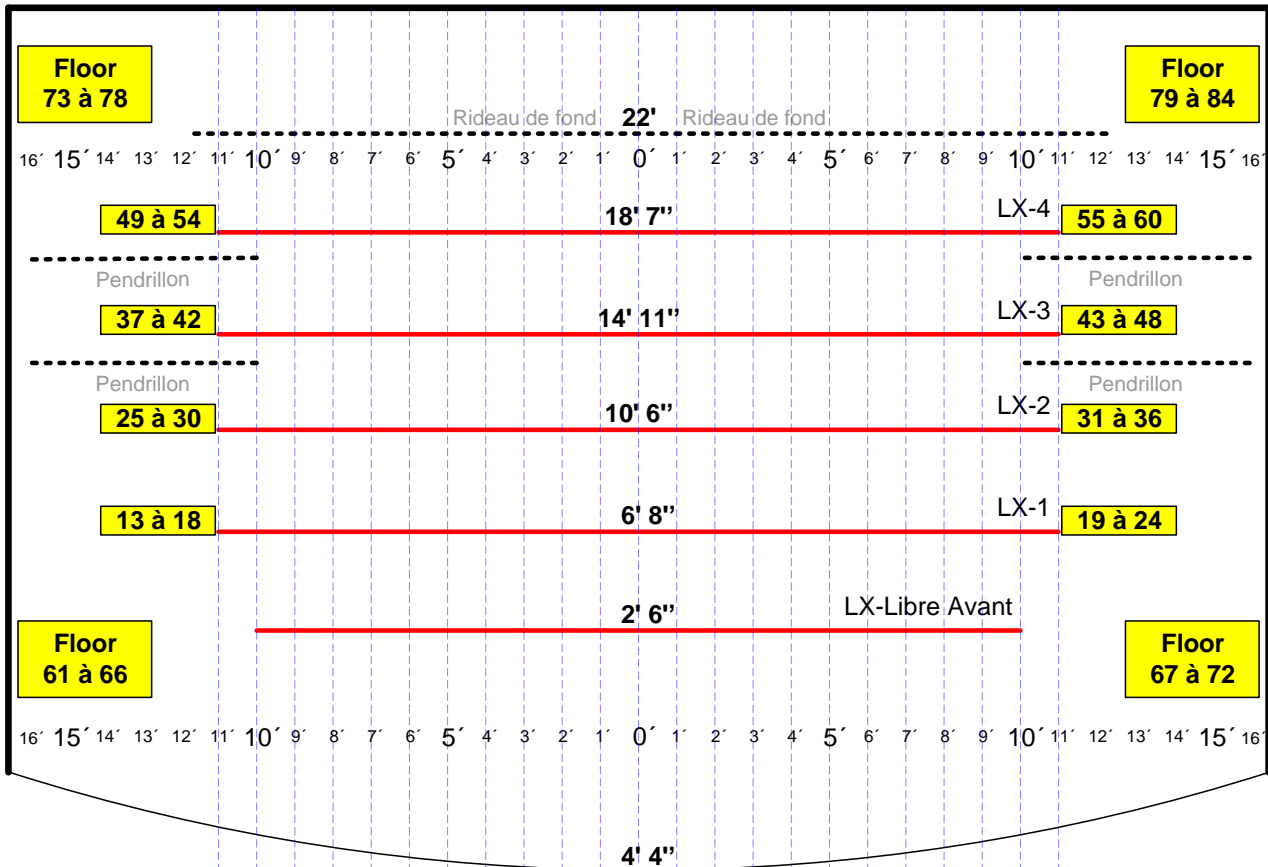 Floor
73 à 78
Floor
79 à 84
Rideau de fond 22' Rideau de fond
16´ 15´ 14´ 13´ 12´ 11´ 10´ 9´ 8´ 7´ 6´ 5´ 4´ 3´ 2´ 1´ 0´ 1´ 2´ 3´ 4´ 5´ 6´ 7´ 8´ 9´ 10´ 11´ 12´ 13´ 14´ 15´ 16´
49 à 54 18' 7’’ LX-4 55 à 60
Pendrillon Pendrillon
37 à 42 14' 11’’ LX-3 43 à 48
Pendrillon Pendrillon
25 à 30 10' 6’’ LX-2 31 à 36
13 à 18 6' 8’’ LX-1 19 à 24
2' 6’’ LX-Libre Avant
Floor
61 à 66
Floor
67 à 72
16´ 15´ 14´ 13´ 12´ 11´ 10´ 9´ 8´ 7´ 6´ 5´ 4´ 3´ 2´ 1´ 0´ 1´ 2´ 3´ 4´ 5´ 6´ 7´ 8´ 9´ 10´ 11´ 12´ 13´ 14´ 15´ 16´
4' 4’’